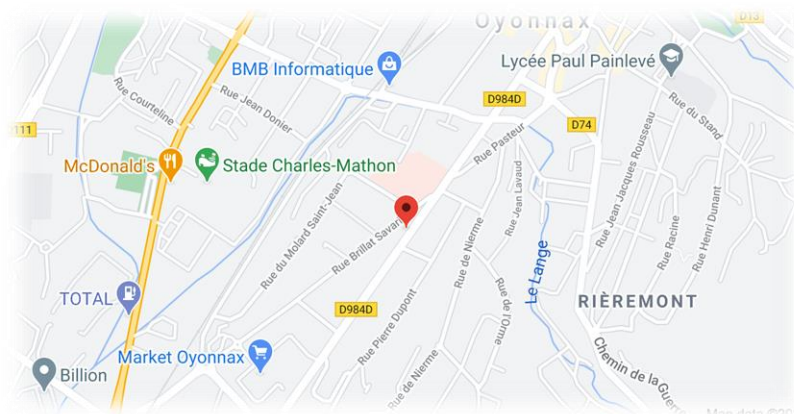 Oyonnax
D13
Lycée Paul Painlevé
BMB Informatique
Rue Courteline
Rue Jean Donier
D984D
Rue du Stand
111
D74
Rue Pasteur
McDonald's
Stade Charles-Mathon
Rue Jean Jacques Rousseau
Rue Jean Lavaud
Rue du Molard Saint-Jean
Rue Brillat Savarin
Rue de Nierme
Rue Racine
Rue Henri Dunant
Le Lange
TOTAL
D984D
Rue de l'Orme
RIÈREMONT
Rue Pierre Dupont
Market Oyonnax
Chemin de la
Billion
Rue de Nierme
Map data